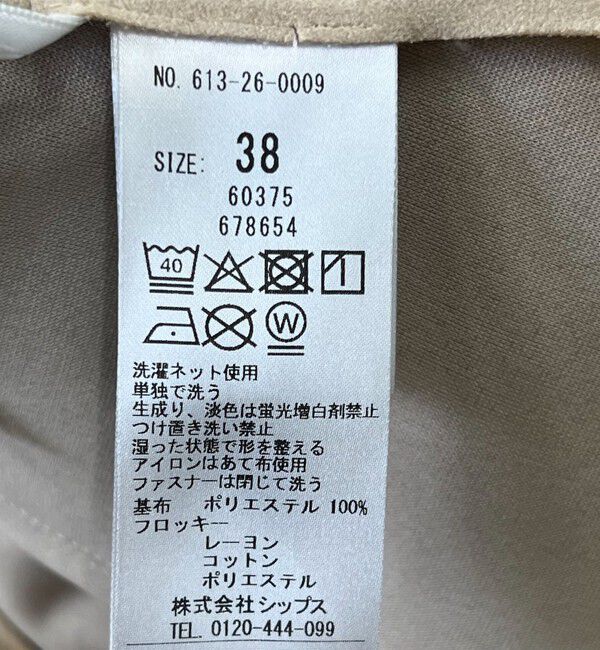 NO. 613-26-0009
SIZE: 38
60375
678654
40
W
洗濯ネット使用
単独で洗う
生成り、淡色は蛍光増白剤禁止
つけ置き洗い禁止
湿った状態で形を整える
アイロンはあて布使用
ファスナーは閉じて洗う
基布 ポリエステル 100%
フロッキー
レーヨン
コットン
ポリエステル
株式会社シップス
TEL. 0120-444-099